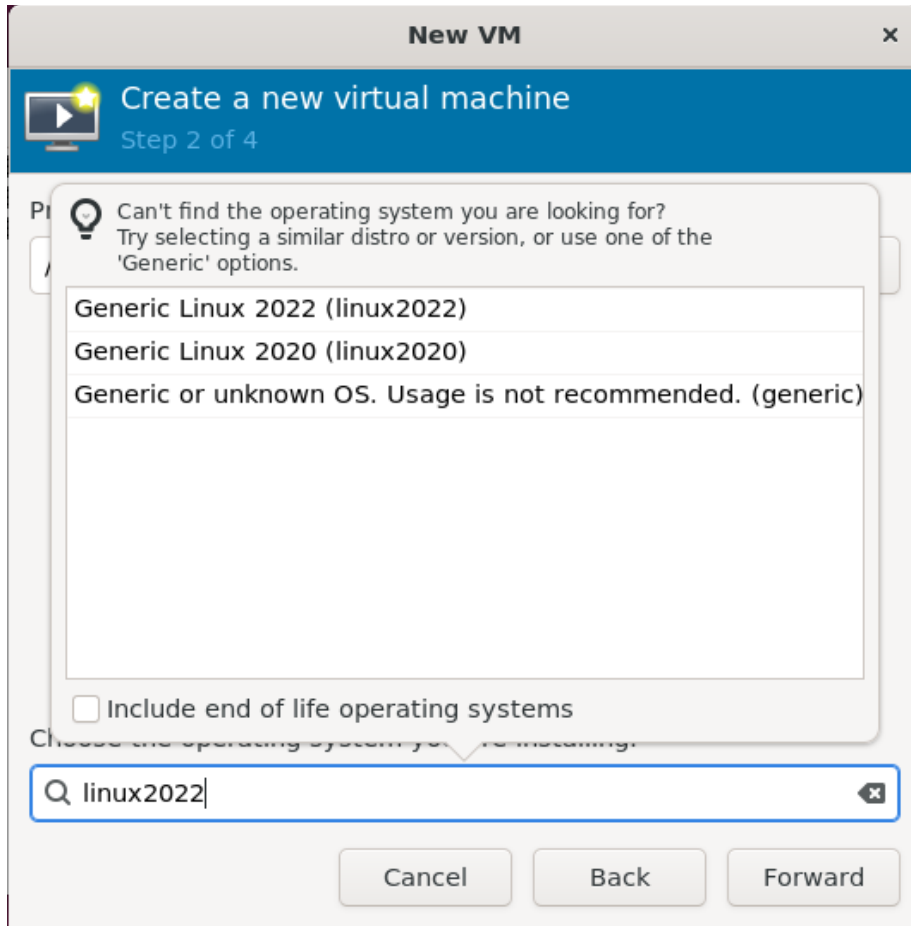 New VM
Create a new virtual machine
Step 2 of 4
Can't find the operating system you are looking for?
Try selecting a similar distro or version, or use one of the
'Generic' options.
Generic Linux 2022 (linux2022)
Generic Linux 2020 (linux2020)
Generic or unknown OS. Usage is not recommended. (generic)
Include end of life operating systems
linux2022
Cancel
Back
Forward